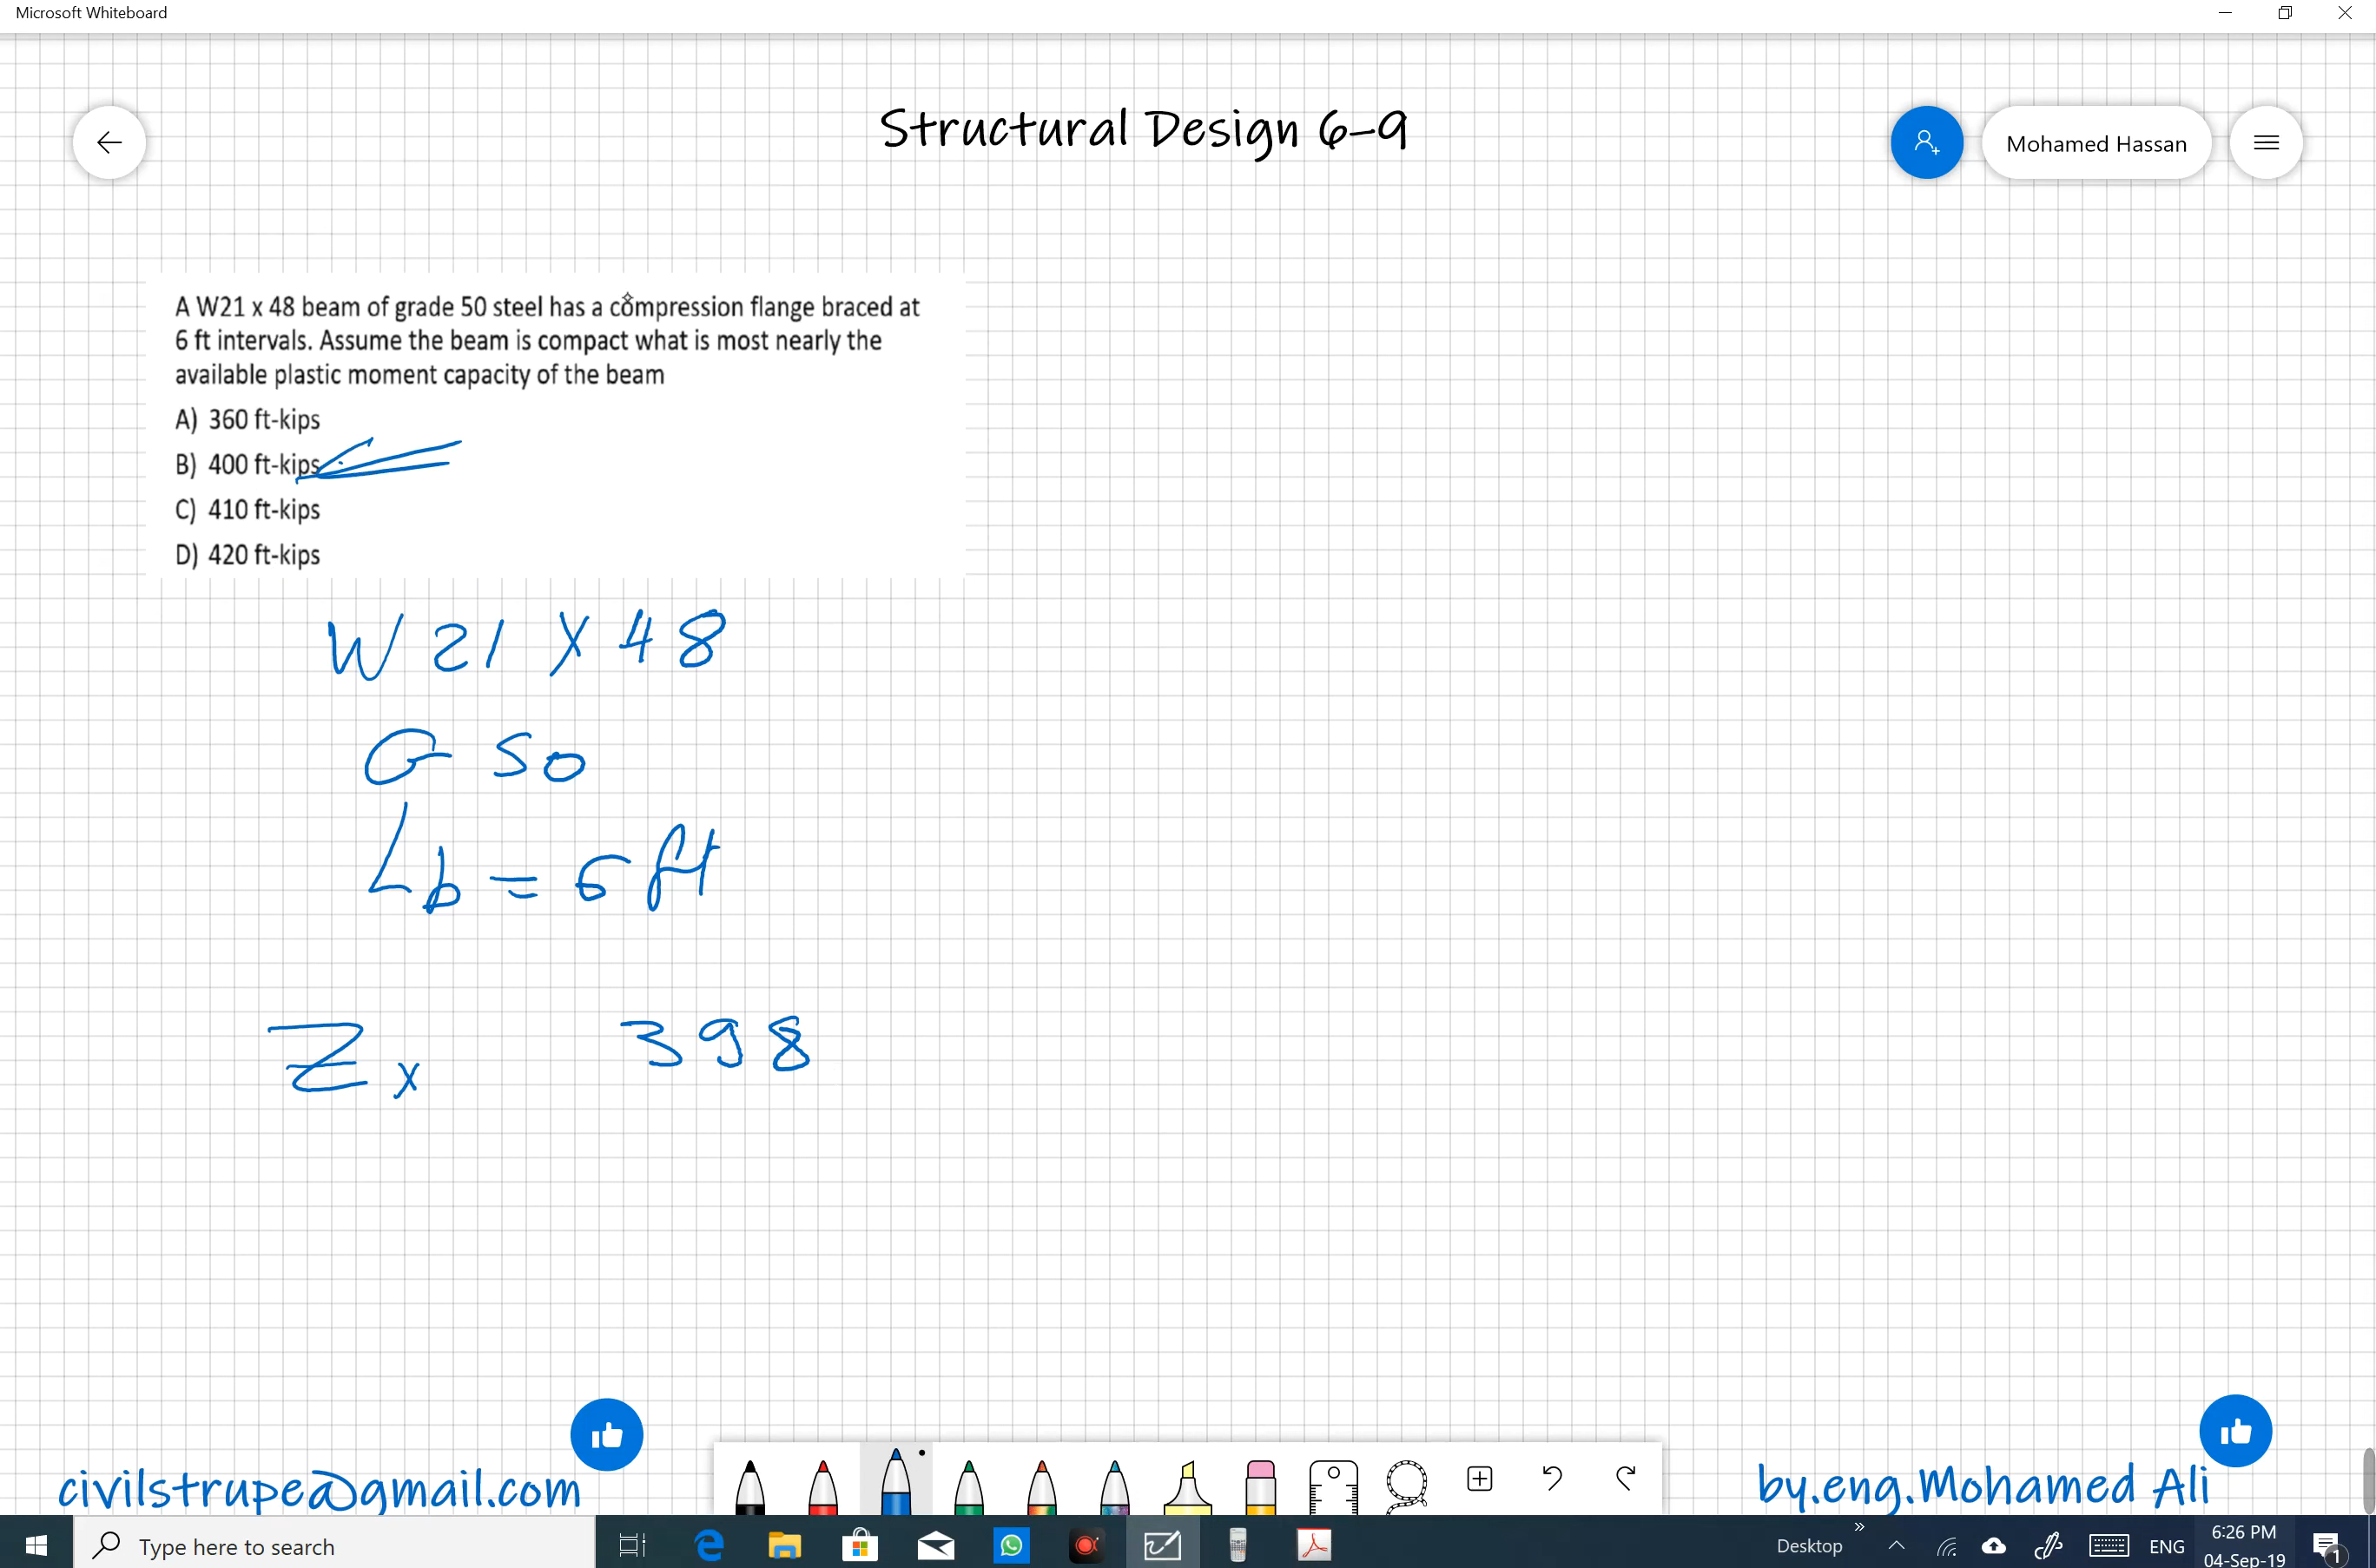 Microsoft Whiteboard
Structural Design 6-9
Mohamed Hassan
A W21 x 48 beam of grade 50 steel has a compression flange braced at
6 ft intervals. Assume the beam is compact what is most nearly the
available plastic moment capacity of the beam
A) 360 ft-kips
B) 400 ft-kips
C) 410 ft-kips
D) 420 ft-kips
W 21 X 48
G 50
Lb = 6 ft
Zx 398
civilstrupe@gmail.com
by.eng.Mohamed Ali
Type here to search
Desktop
ENG
6:26 PM
04-Sep-19
1